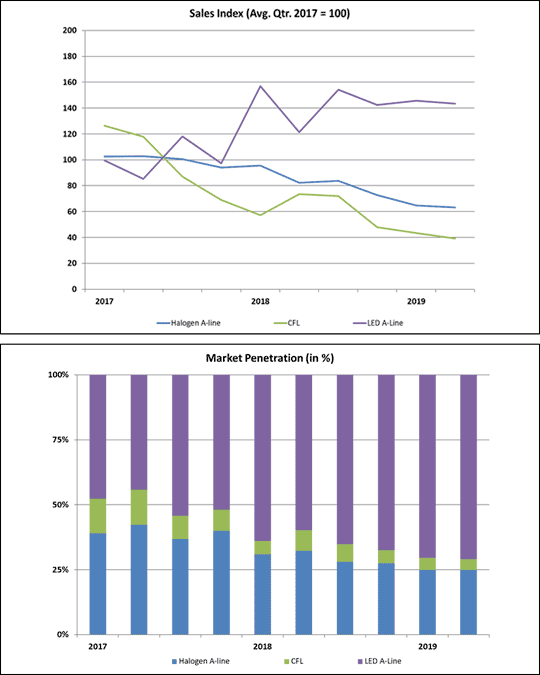 Sales Index (Avg. Qtr. 2017 = 100)
200
180
160
140
120
100
80
60
40
20
0
2017 2018 2019
Halogen A-line CFL LED A-Line
Market Penetration (in %)
100%
75%
50%
25%
0%
2017 2018 2019
Halogen A-line CFL LED A-Line